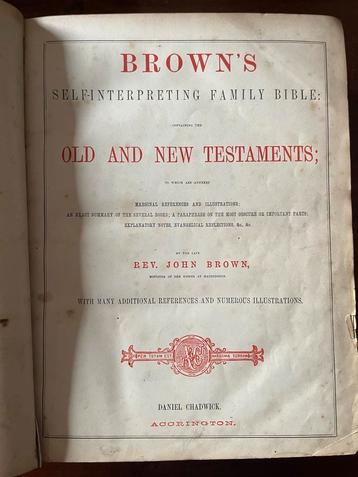 BROWN'S
SELF-INTERPRETING FAMILY BIBLE:
CONTAINING THE
OLD AND NEW TESTAMENTS;
TO WHICH ARE ANNEXED
MARGINAL REFERENCES AND ILLUSTRATIONS;
AN EXACT SUMMARY OF THE SEVERAL BOOKS; A PARAPHRASE ON THE MOST OBSCURE OR IMPORTANT PARTS;
EXPLANATORY NOTES, EVANGELICAL REFLECTIONS, &c. &c.
BY THE LATE
REV. JOHN BROWN,
MINISTER OF THE GOSPEL AT HADDINGTON.
WITH MANY ADDITIONAL REFERENCES AND NUMEROUS ILLUSTRATIONS.
PER TOTAM EST
DANIEL CHADWICK.
ACCRINGTON.